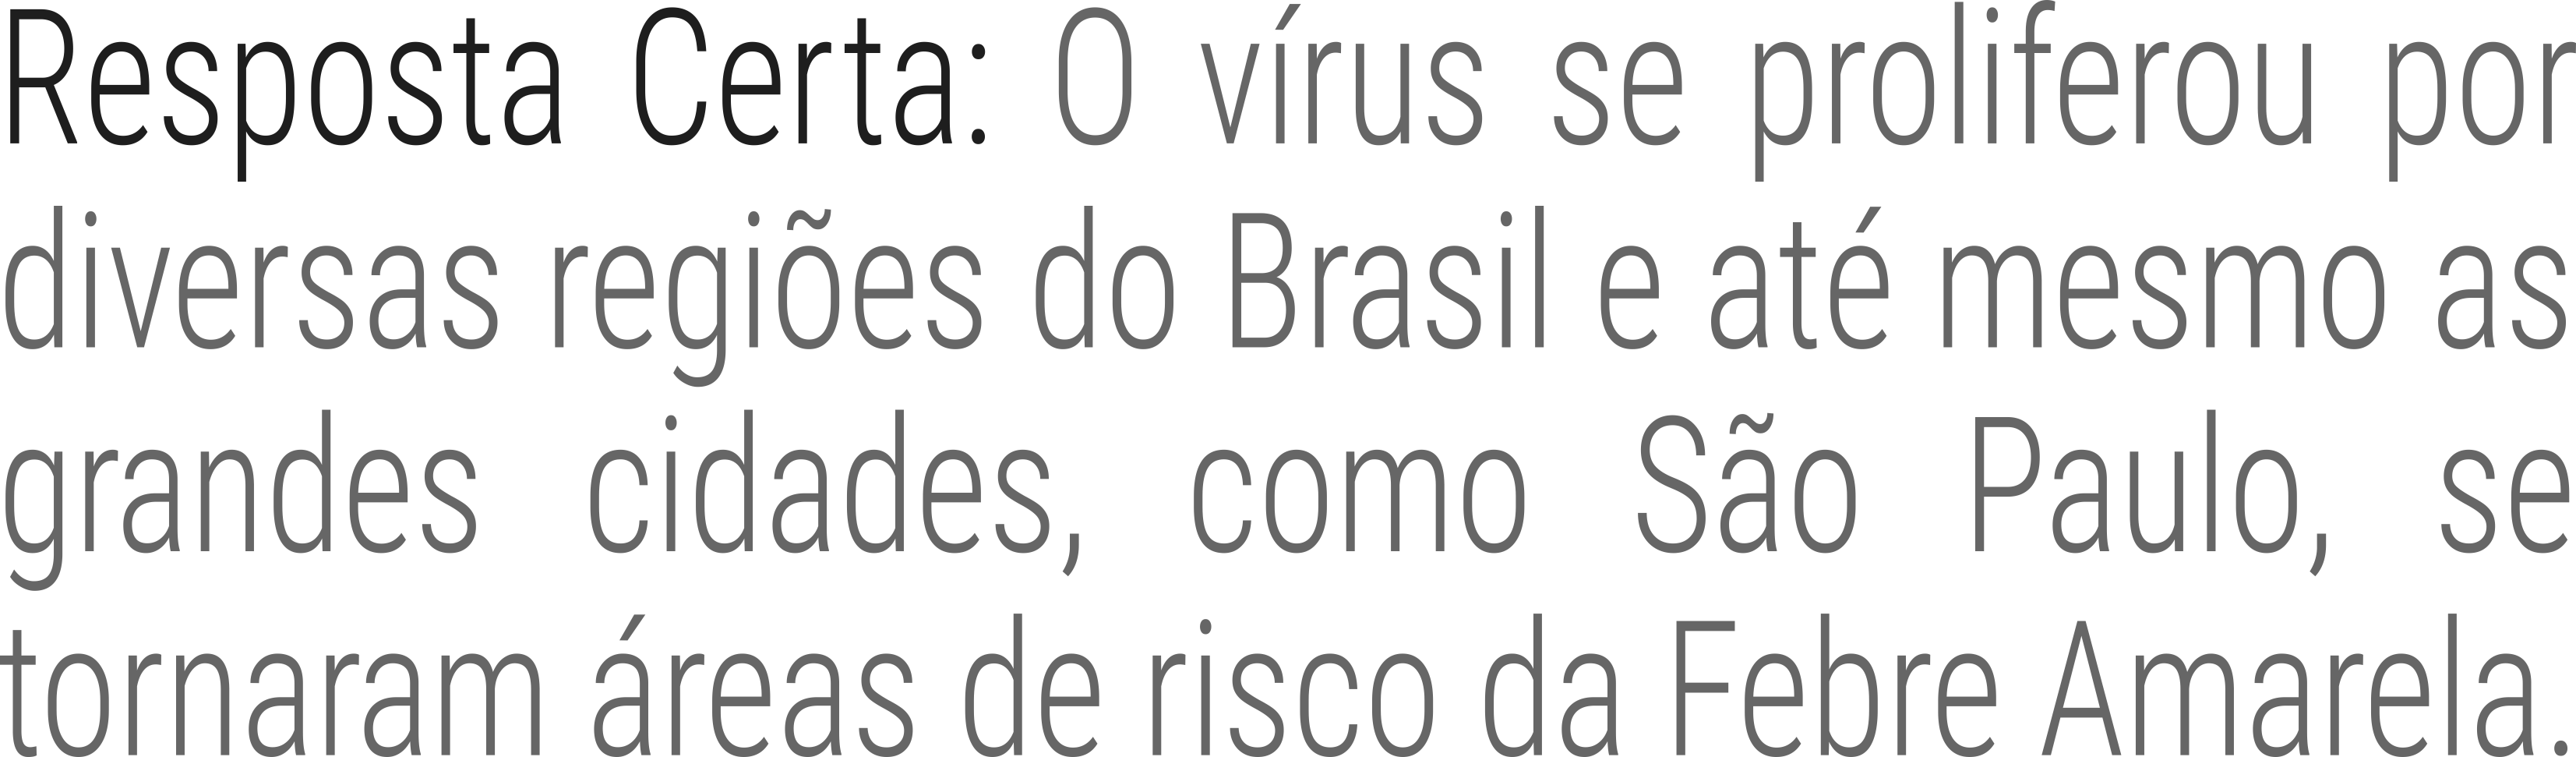 Resposta Certa: O vírus se proliferou por
diversas regiões do Brasil e até mesmo as
grandes cidades, como São Paulo, se
tornaram áreas de risco da Febre Amarela.